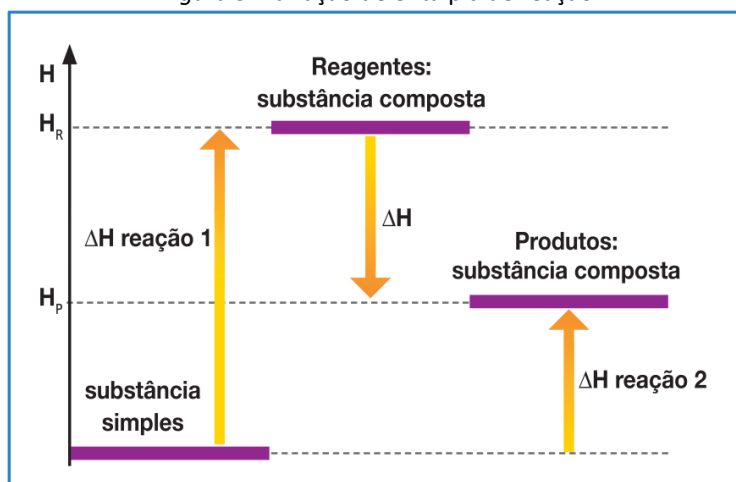 H
Reagentes:
substância composta
H_R
ΔH reação 1
ΔH
Produtos:
substância composta
H_P
substância
simples
ΔH reação 2